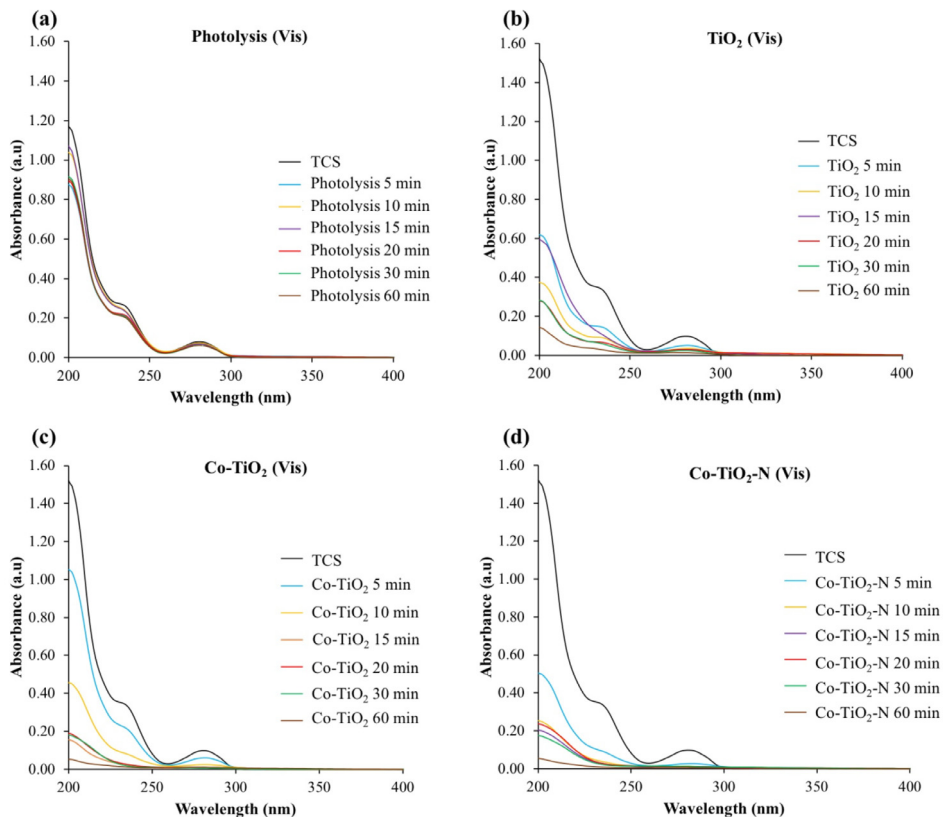 (a)
Photolysis (Vis)
1.60
1.40
1.20
1.00
0.80
0.60
0.40
0.20
0.00
Absorbance (a.u)
TCS
Photolysis 5 min
Photolysis 10 min
Photolysis 15 min
Photolysis 20 min
Photolysis 30 min
Photolysis 60 min
200
250
300
350
400
Wavelength (nm)
(b)
TiO₂ (Vis)
1.60
1.40
1.20
1.00
0.80
0.60
0.40
0.20
0.00
Absorbance (a.u)
TCS
TiO₂ 5 min
TiO₂ 10 min
TiO₂ 15 min
TiO₂ 20 min
TiO₂ 30 min
TiO₂ 60 min
200
250
300
350
400
Wavelength (nm)
(c)
Co-TiO₂ (Vis)
1.60
1.40
1.20
1.00
0.80
0.60
0.40
0.20
0.00
Absorbance (a.u)
TCS
Co-TiO₂ 5 min
Co-TiO₂ 10 min
Co-TiO₂ 15 min
Co-TiO₂ 20 min
Co-TiO₂ 30 min
Co-TiO₂ 60 min
200
250
300
350
400
Wavelength (nm)
(d)
Co-TiO₂-N (Vis)
1.60
1.40
1.20
1.00
0.80
0.60
0.40
0.20
0.00
Absorbance (a.u)
TCS
Co-TiO₂-N 5 min
Co-TiO₂-N 10 min
Co-TiO₂-N 15 min
Co-TiO₂-N 20 min
Co-TiO₂-N 30 min
Co-TiO₂-N 60 min
200
250
300
350
400
Wavelength (nm)